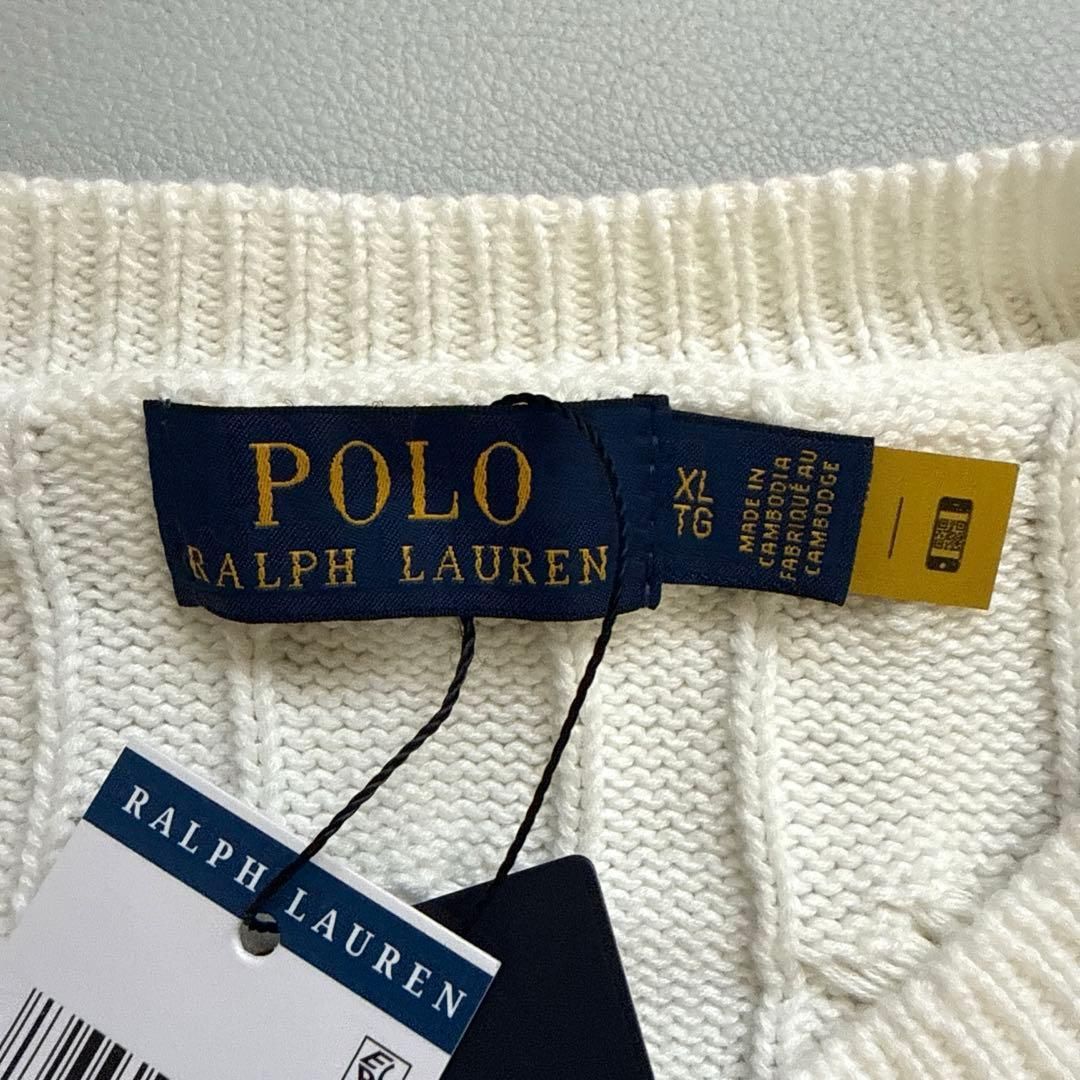 POLO
RALPH LAUREN
XL
TG
MADE IN
CAMBODIA
FABRIQUÉ AU
CAMBODGE
RALPH LAUREN